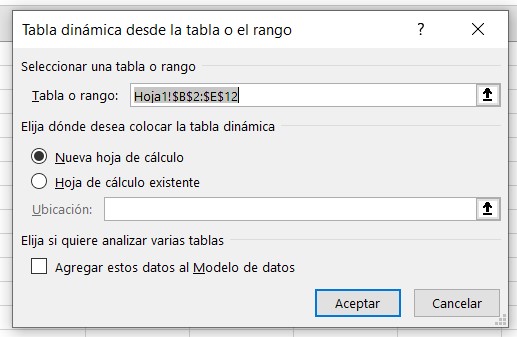 Tabla dinámica desde la tabla o el rango ? ×
Seleccionar una tabla o rango
Tabla o rango: Hoja1!$B$2:$E$12
Elija dónde desea colocar la tabla dinámica
Nueva hoja de cálculo
Hoja de cálculo existente
Ubicación:
Elija si quiere analizar varias tablas
Agregar estos datos al Modelo de datos
Aceptar Cancelar